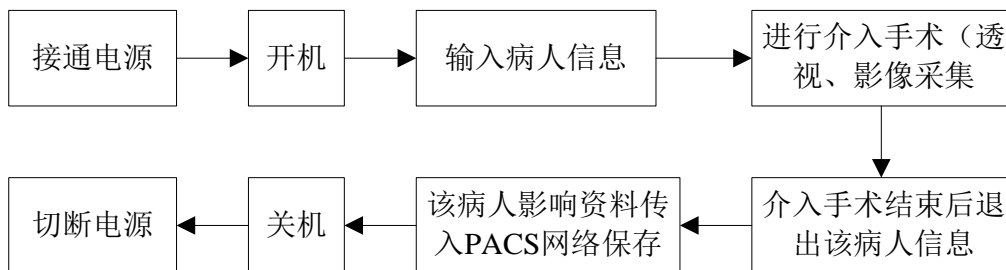 接通电源
开机
输入病人信息
进行介入手术（透
视、影像采集
介入手术结束后退
出该病人信息
该病人影响资料传
入PACS网络保存
关机
切断电源